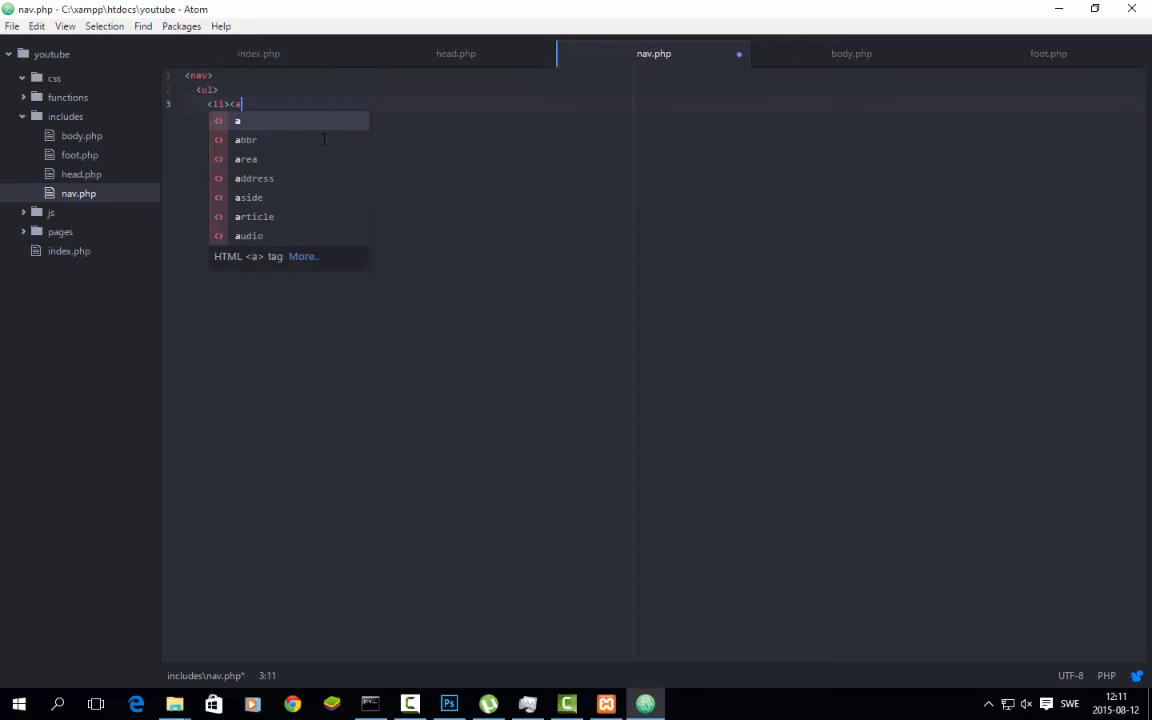 nav.php - C:\xampp\htdocs\youtube - Atom
File Edit View Selection Find Packages Help
youtube
css
functions
includes
body.php
foot.php
head.php
nav.php
js
pages
index.php
index.php head.php nav.php body.php foot.php
1 <nav>
2 <ul>
3 <li><a
<> a
<> abbr
<> area
<> address
<> aside
<> article
<> audio
HTML <a> tag More..
includes\nav.php* 3:11 UTF-8 PHP
Ps
SWE
12:11
2015-08-12